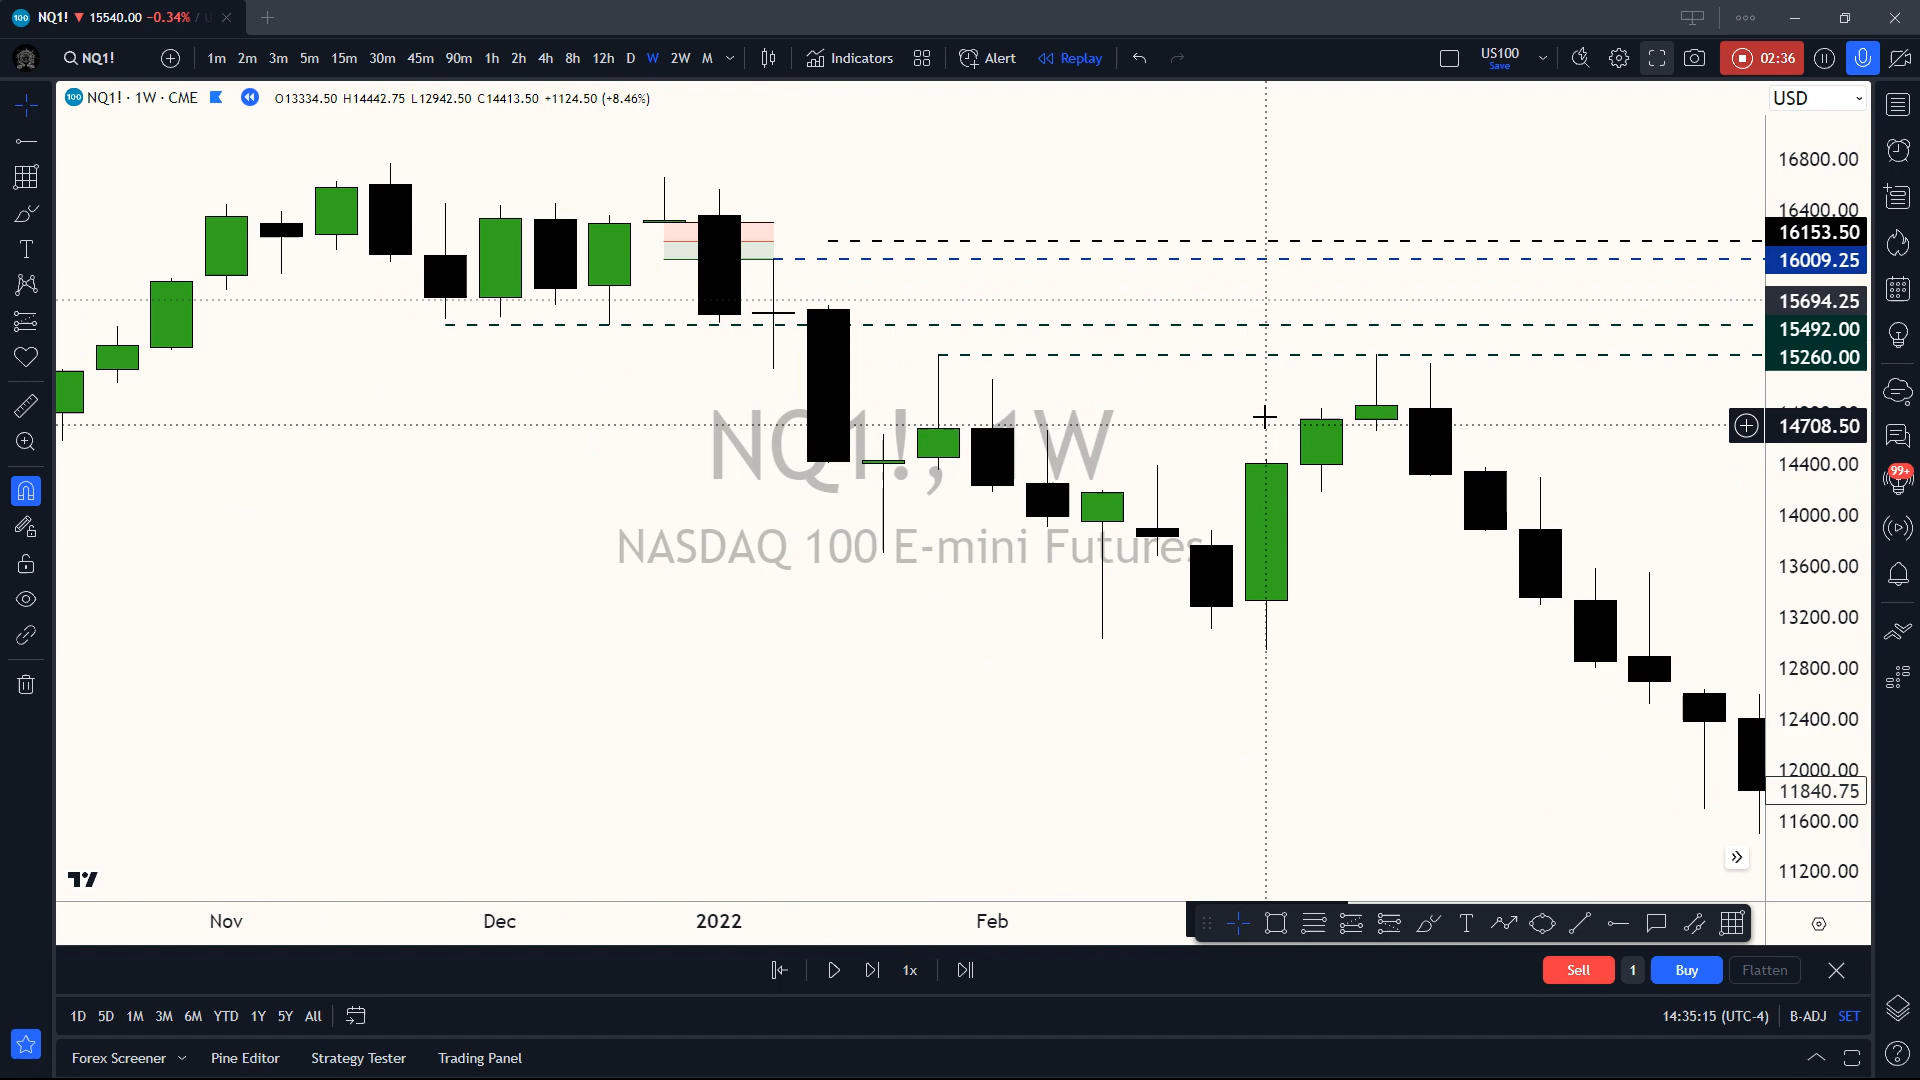 100 NQ1! ▼ 15540.00 −0.34% / U
NQ1! 1m 2m 3m 5m 15m 30m 45m 90m 1h 2h 4h 8h 12h D W 2W M Indicators Alert Replay US100 Save 02:36
100 NQ1! · 1W · CME O13334.50 H14442.75 L12942.50 C14413.50 +1124.50 (+8.46%) USD
16800.00
16400.00
16153.50
16009.25
15694.25
15492.00
15260.00
14708.50
14400.00
14000.00
13600.00
13200.00
12800.00
12400.00
12000.00
11840.75
11600.00
11200.00
NQ1!, 1W
NASDAQ 100 E-mini Futures
99+
Nov Dec 2022 Feb
1x Sell 1 Buy Flatten
1D 5D 1M 3M 6M YTD 1Y 5Y All 14:35:15 (UTC-4) B-ADJ SET
Forex Screener Pine Editor Strategy Tester Trading Panel